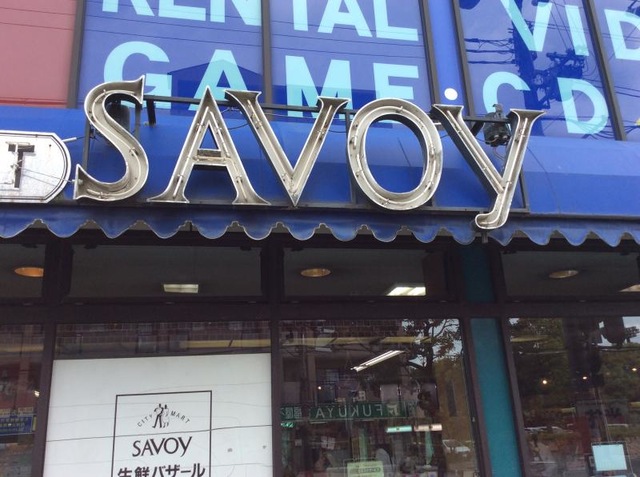 RENTAL VID
GAME CD
T
SAVOY
FUKUYA
CITY MART
SAVOY
生鮮バザール